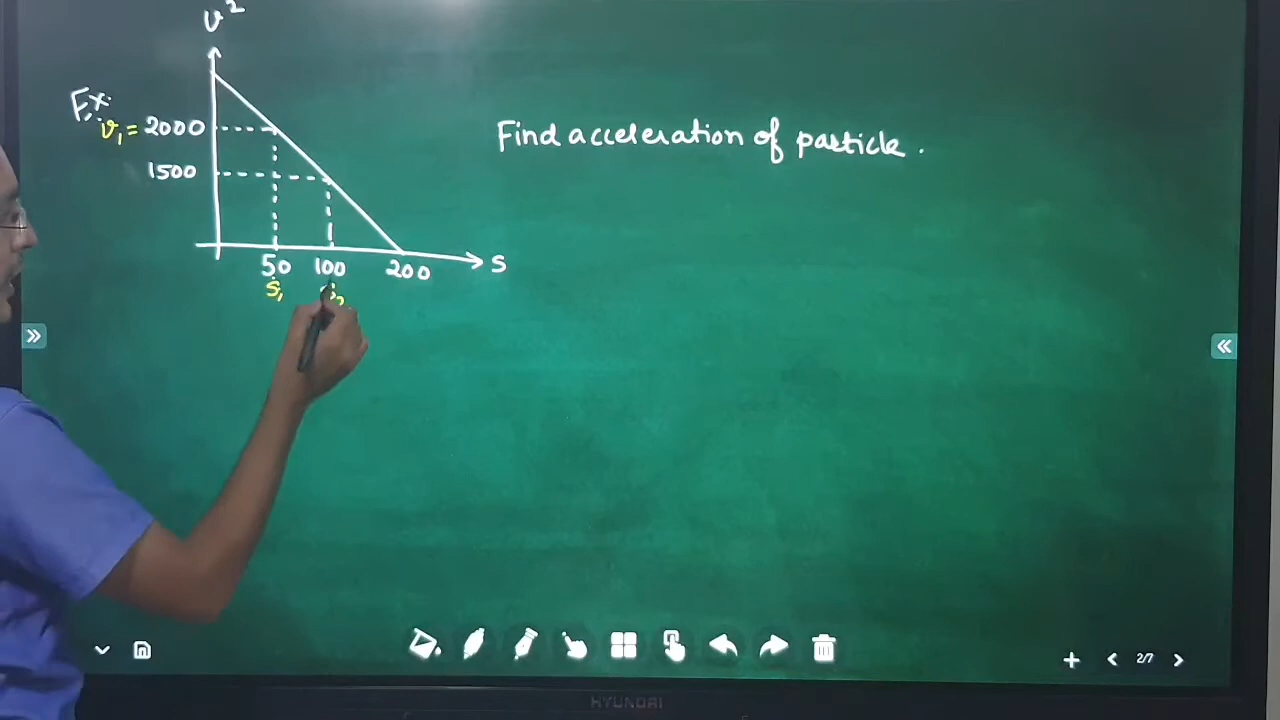 v²
Ex:
v₁ = 2000
1500
Find acceleration of particle.
50 100 200 s
s₁
2/7
HYUNDAI